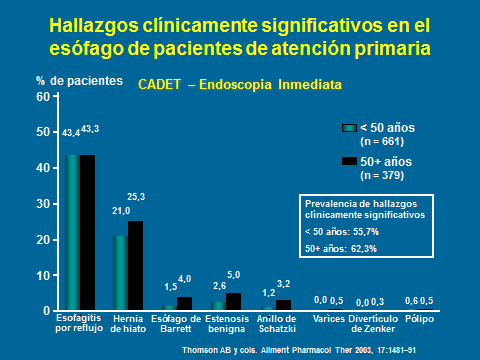 Hallazgos clínicamente significativos en el
esófago de pacientes de atención primaria
% de pacientes
CADET – Endoscopia Inmediata
60
50
40
30
20
10
0
43,4 43,3
21,0 25,3
1,5 4,0
2,6 5,0
1,2 3,2
0,0 0,5
0,0 0,3
0,6 0,5
< 50 años
(n = 661)
50+ años
(n = 379)
Prevalencia de hallazgos
clínicamente significativos
< 50 años: 55,7%
50+ años: 62,3%
Esofagitis
por reflujo
Hernia
de hiato
Esófago de
Barrett
Estenosis
benigna
Anillo de
Schatzki
Varices
Divertículo
de Zenker
Pólipo
Thomson AB y cols. Aliment Pharmacol Ther 2003, 17:1481–91